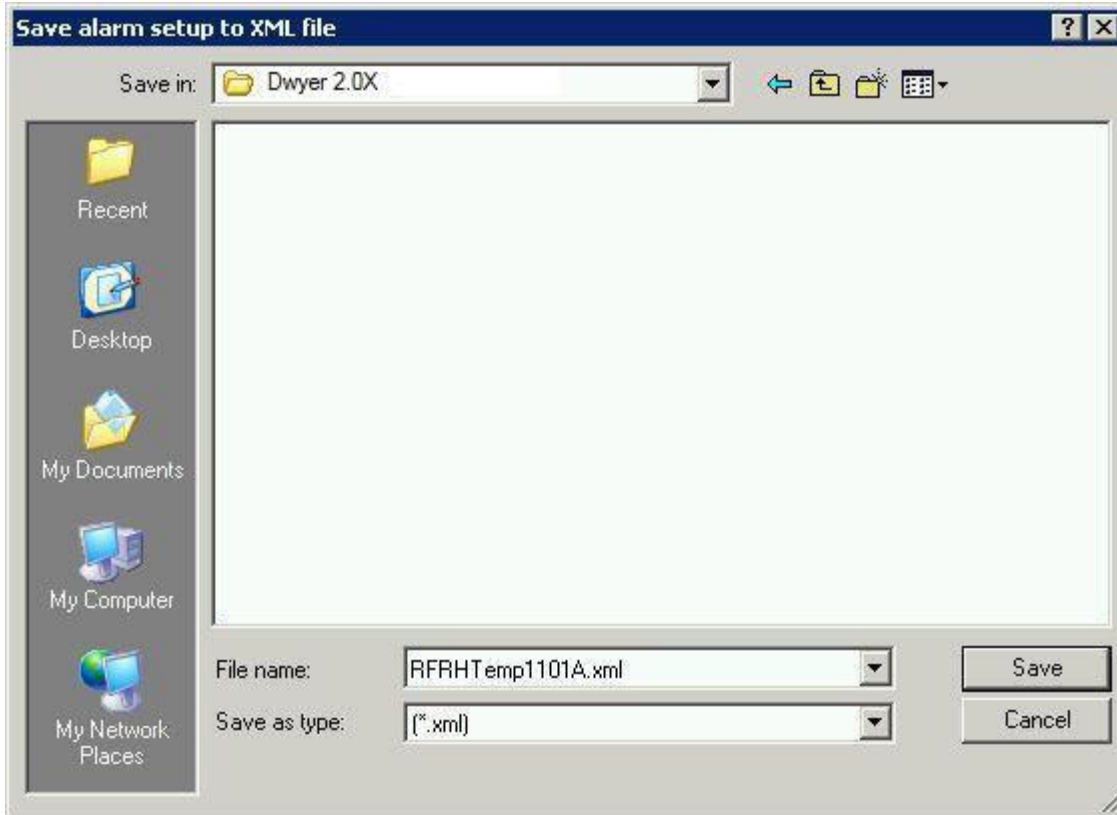 Save alarm setup to XML file
Save in: Dwyer 2.0X
Recent
Desktop
My Documents
My Computer
My Network
Places
File name: RFRHTemp1101A.xml Save
Save as type: (*.xml) Cancel